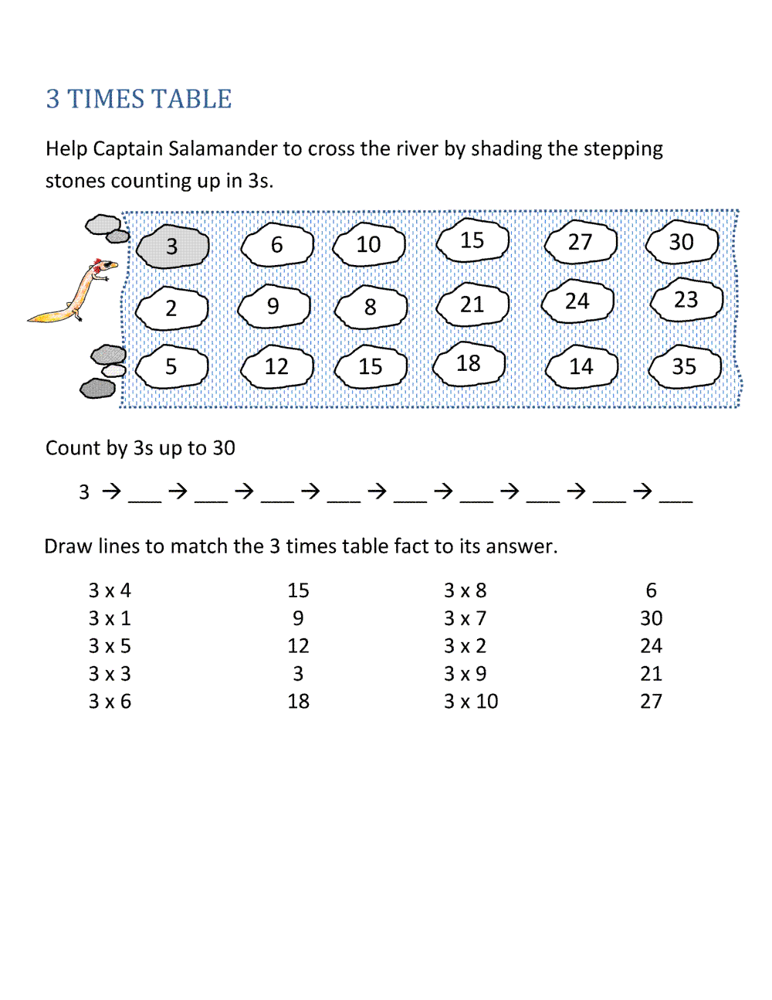 3 TIMES TABLE
Help Captain Salamander to cross the river by shading the stepping
stones counting up in 3s.
3 6 10 15 27 30
2 9 8 21 24 23
5 12 15 18 14 35
Count by 3s up to 30
3 → ___ → ___ → ___ → ___ → ___ → ___ → ___ → ___ → ___
Draw lines to match the 3 times table fact to its answer.
3 x 4 15 3 x 8 6
3 x 1 9 3 x 7 30
3 x 5 12 3 x 2 24
3 x 3 3 3 x 9 21
3 x 6 18 3 x 10 27